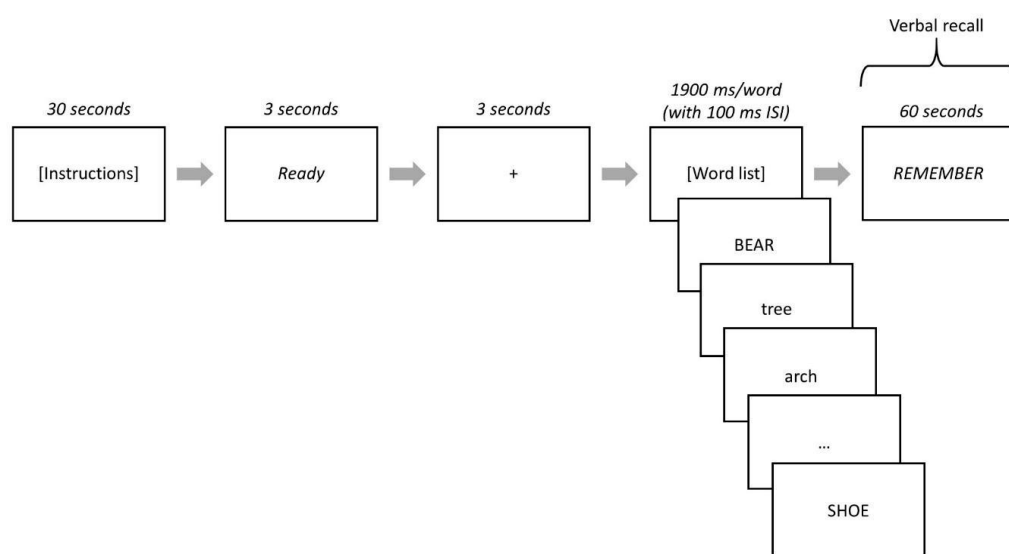 Verbal recall
30 seconds
3 seconds
3 seconds
1900 ms/word
(with 100 ms ISI)
60 seconds
[Instructions]
Ready
+
[Word list]
REMEMBER
BEAR
tree
arch
...
SHOE